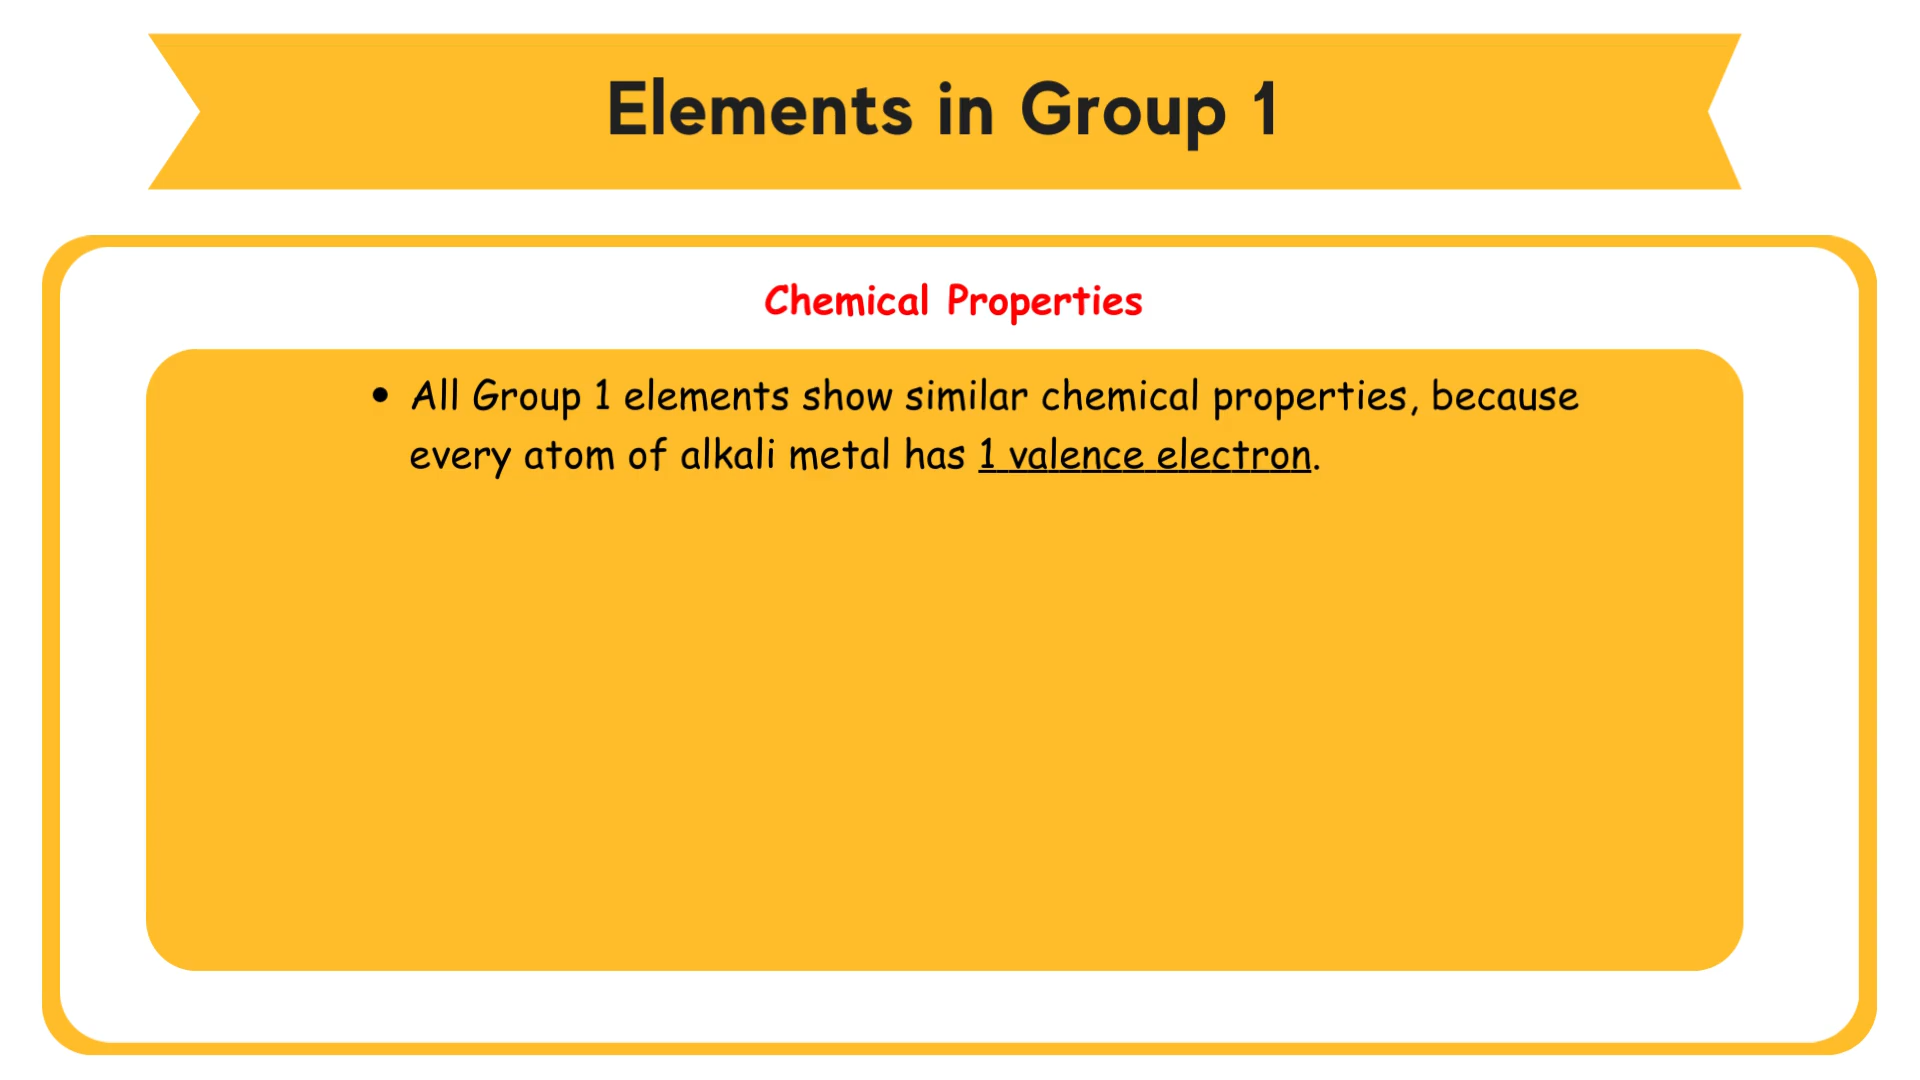 Elements in Group 1
Chemical Properties
• All Group 1 elements show similar chemical properties, because
every atom of alkali metal has 1 valence electron.